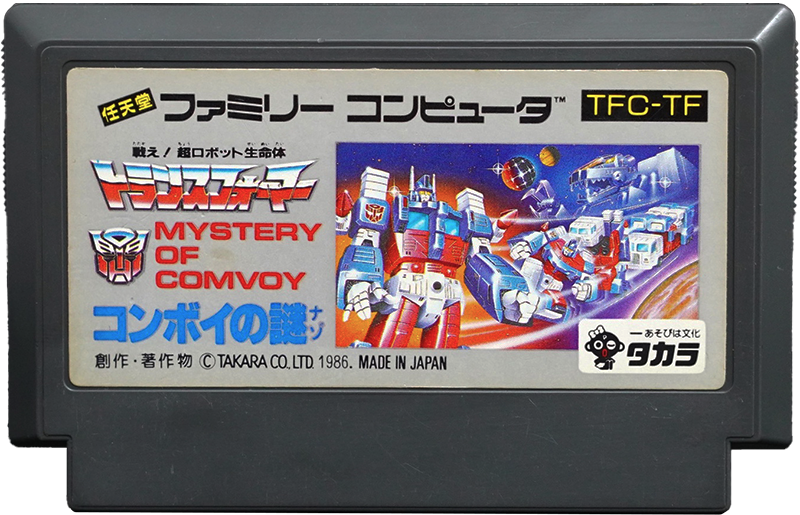 任天堂 ファミリー コンピュータ™ TFC-TF
戦え!超ロボット生命体
トランスフォーマー
MYSTERY
OF
COMVOY
コンボイの謎
ナゾ
創作・著作物 ©TAKARA CO.,LTD. 1986. MADE IN JAPAN
ーあそびは文化
タカラ